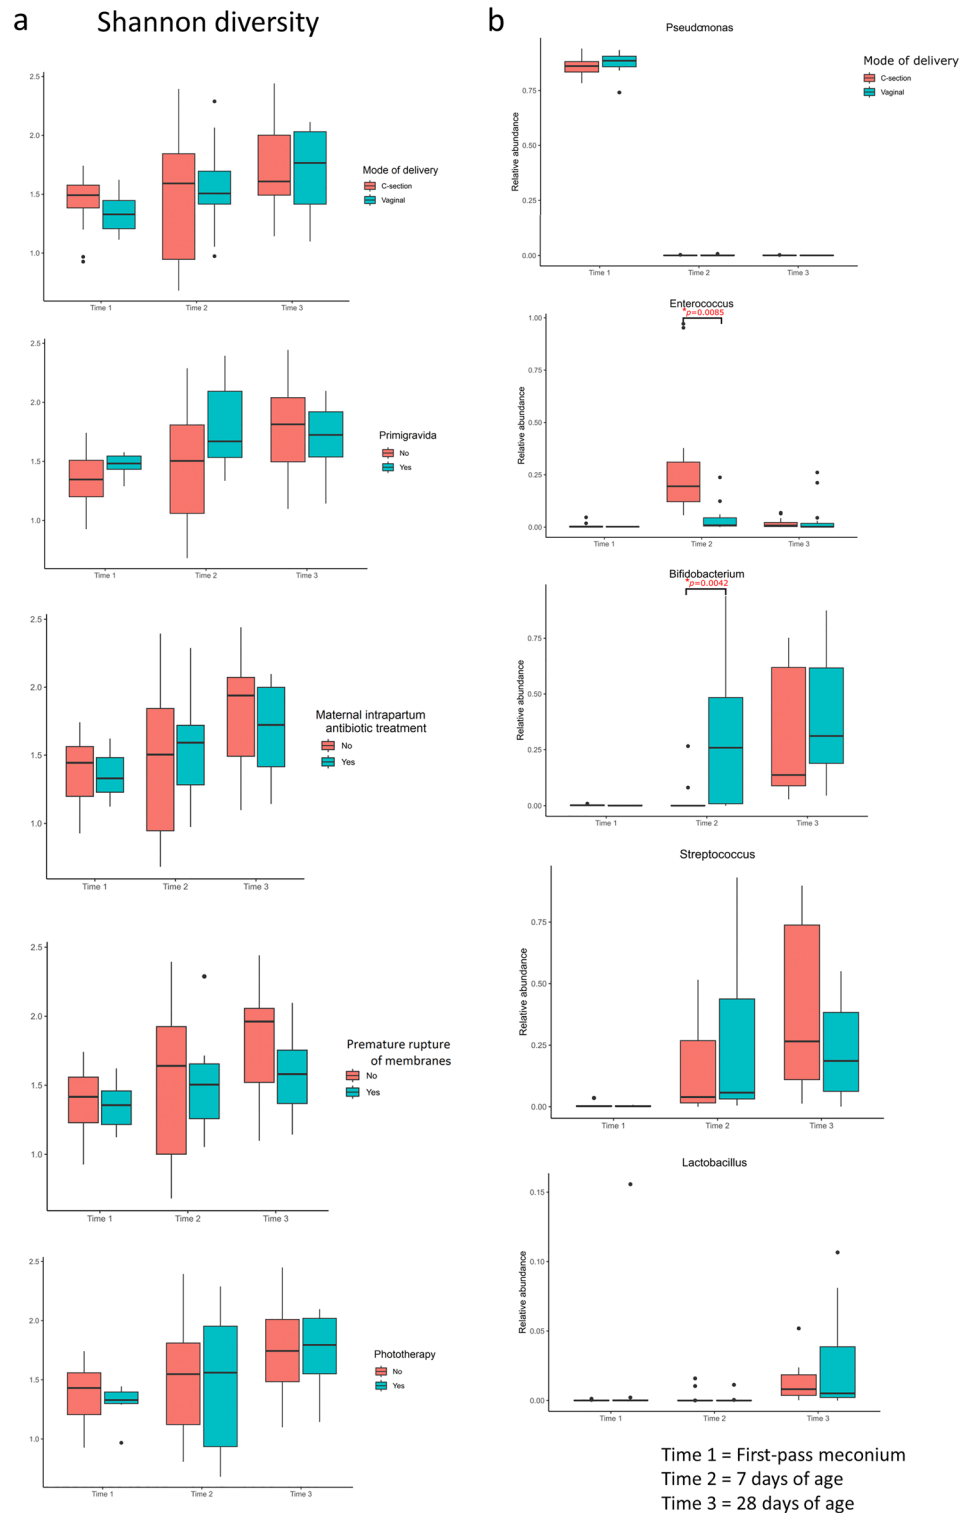 a
Shannon diversity
2.5
2.0
1.5
1.0
Time 1
Time 2
Time 3
Mode of delivery
C-section
Vaginal
2.5
2.0
1.5
1.0
Time 1
Time 2
Time 3
Primigravida
No
Yes
2.5
2.0
1.5
1.0
Time 1
Time 2
Time 3
Maternal intrapartum
antibiotic treatment
No
Yes
2.5
2.0
1.5
1.0
Time 1
Time 2
Time 3
Premature rupture
of membranes
No
Yes
2.5
2.0
1.5
1.0
Time 1
Time 2
Time 3
Phototherapy
No
Yes
b
Pseudomonas
Relative abundance
0.75
0.50
0.25
0.00
Time 1
Time 2
Time 3
Mode of delivery
C-section
Vaginal
Enterococcus
*p=0.0085
Relative abundance
1.00
0.75
0.50
0.25
0.00
Time 1
Time 2
Time 3
Bifidobacterium
*p=0.0042
Relative abundance
0.75
0.50
0.25
0.00
Time 1
Time 2
Time 3
Streptococcus
Relative abundance
0.75
0.50
0.25
0.00
Time 1
Time 2
Time 3
Lactobacillus
Relative abundance
0.15
0.10
0.05
0.00
Time 1
Time 2
Time 3
Time 1 = First-pass meconium
Time 2 = 7 days of age
Time 3 = 28 days of age